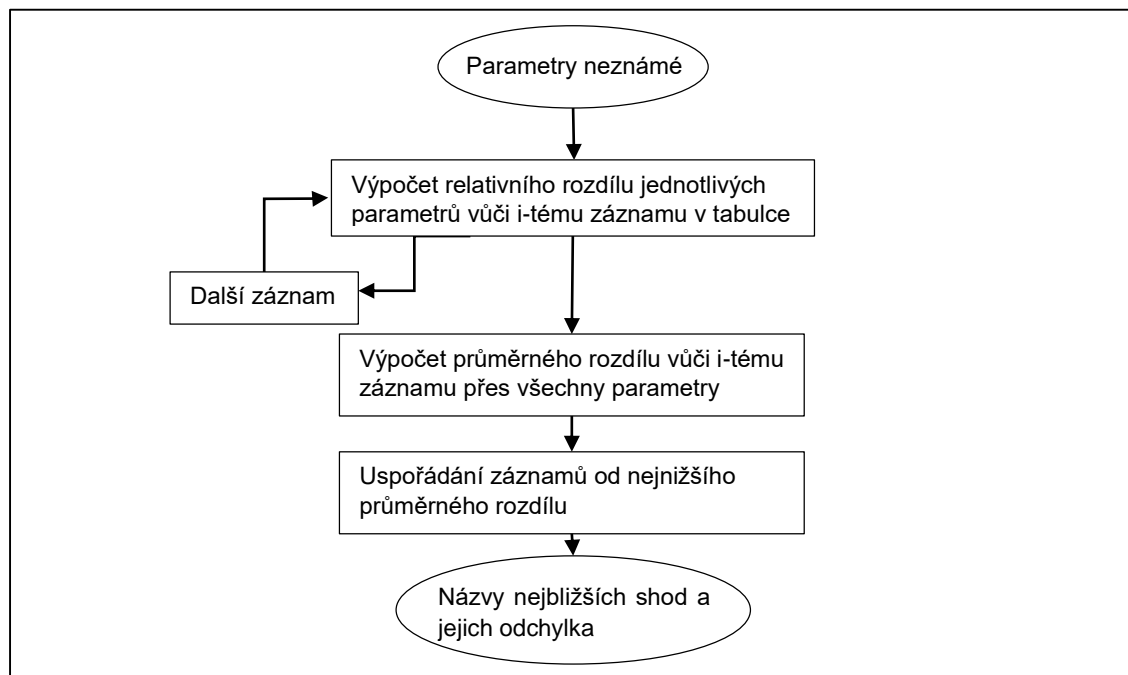 Parametry neznámé
Výpočet relativního rozdílu jednotlivých
parametrů vůči i-tému záznamu v tabulce
Další záznam
Výpočet průměrného rozdílu vůči i-tému
záznamu přes všechny parametry
Uspořádání záznamů od nejnižšího
průměrného rozdílu
Názvy nejbližších shod a
jejich odchylka